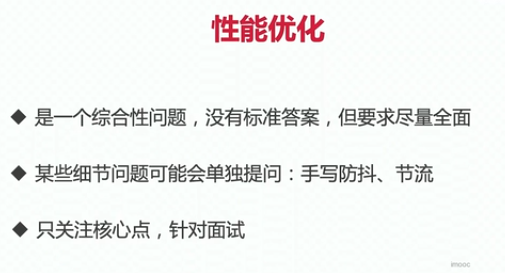 性能优化
◆ 是一个综合性问题，没有标准答案，但要求尽量全面
◆ 某些细节问题可能会单独提问：手写防抖、节流
◆ 只关注核心点，针对面试
imooc